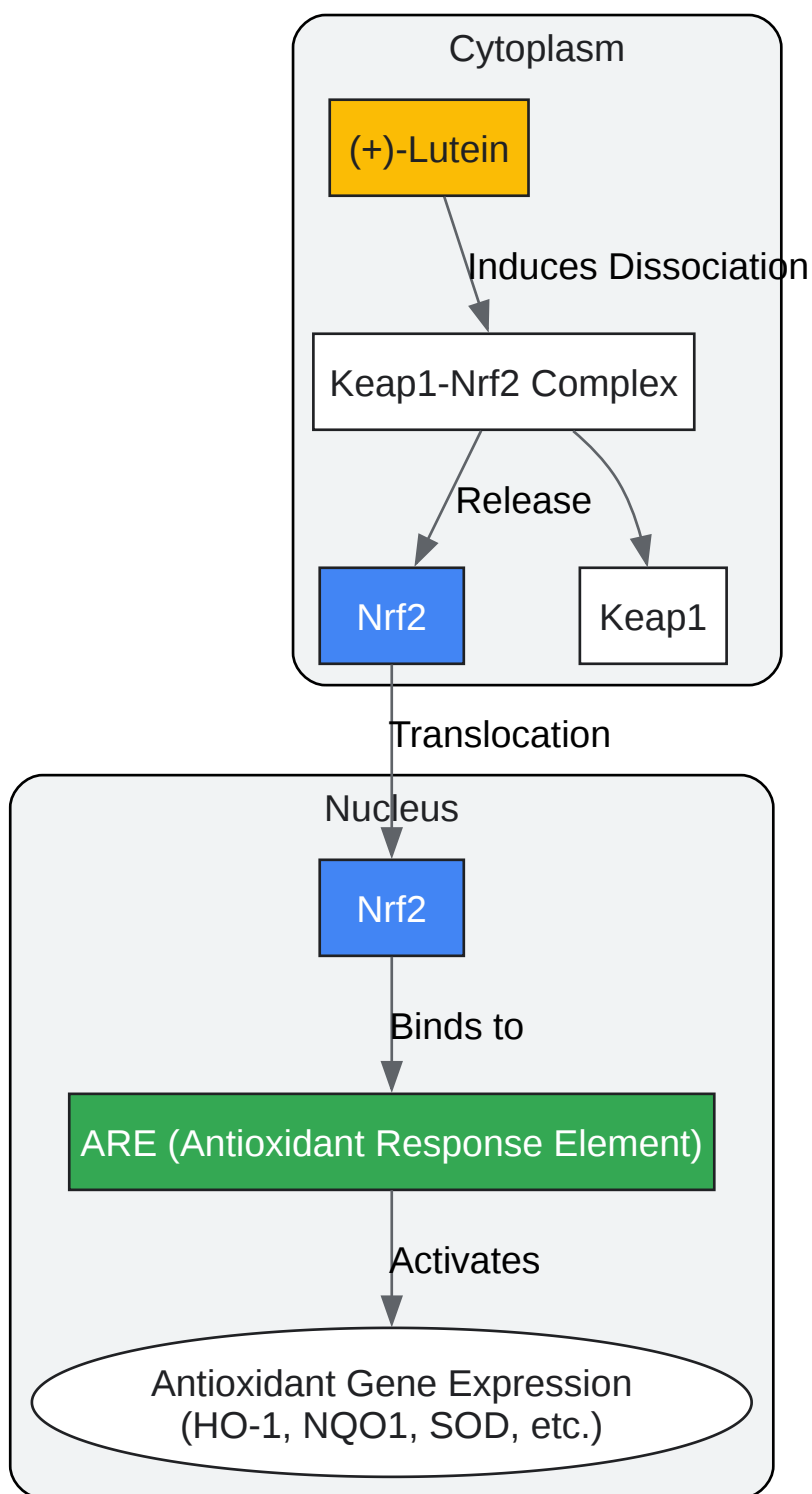 Cytoplasm
(+)-Lutein
Induces Dissociation
Keap1-Nrf2 Complex
Release
Nrf2
Keap1
Translocation
Nucleus
Nrf2
Binds to
ARE (Antioxidant Response Element)
Activates
Antioxidant Gene Expression
(HO-1, NQO1, SOD, etc.)